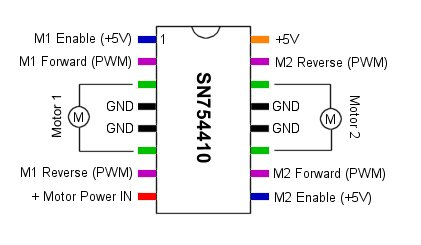 M1 Enable (+5V)
1
+5V
M1 Forward (PWM)
M2 Reverse (PWM)
Motor 1
M
GND
GND
SN754410
GND
GND
M
Motor 2
M1 Reverse (PWM)
M2 Forward (PWM)
+ Motor Power IN
M2 Enable (+5V)